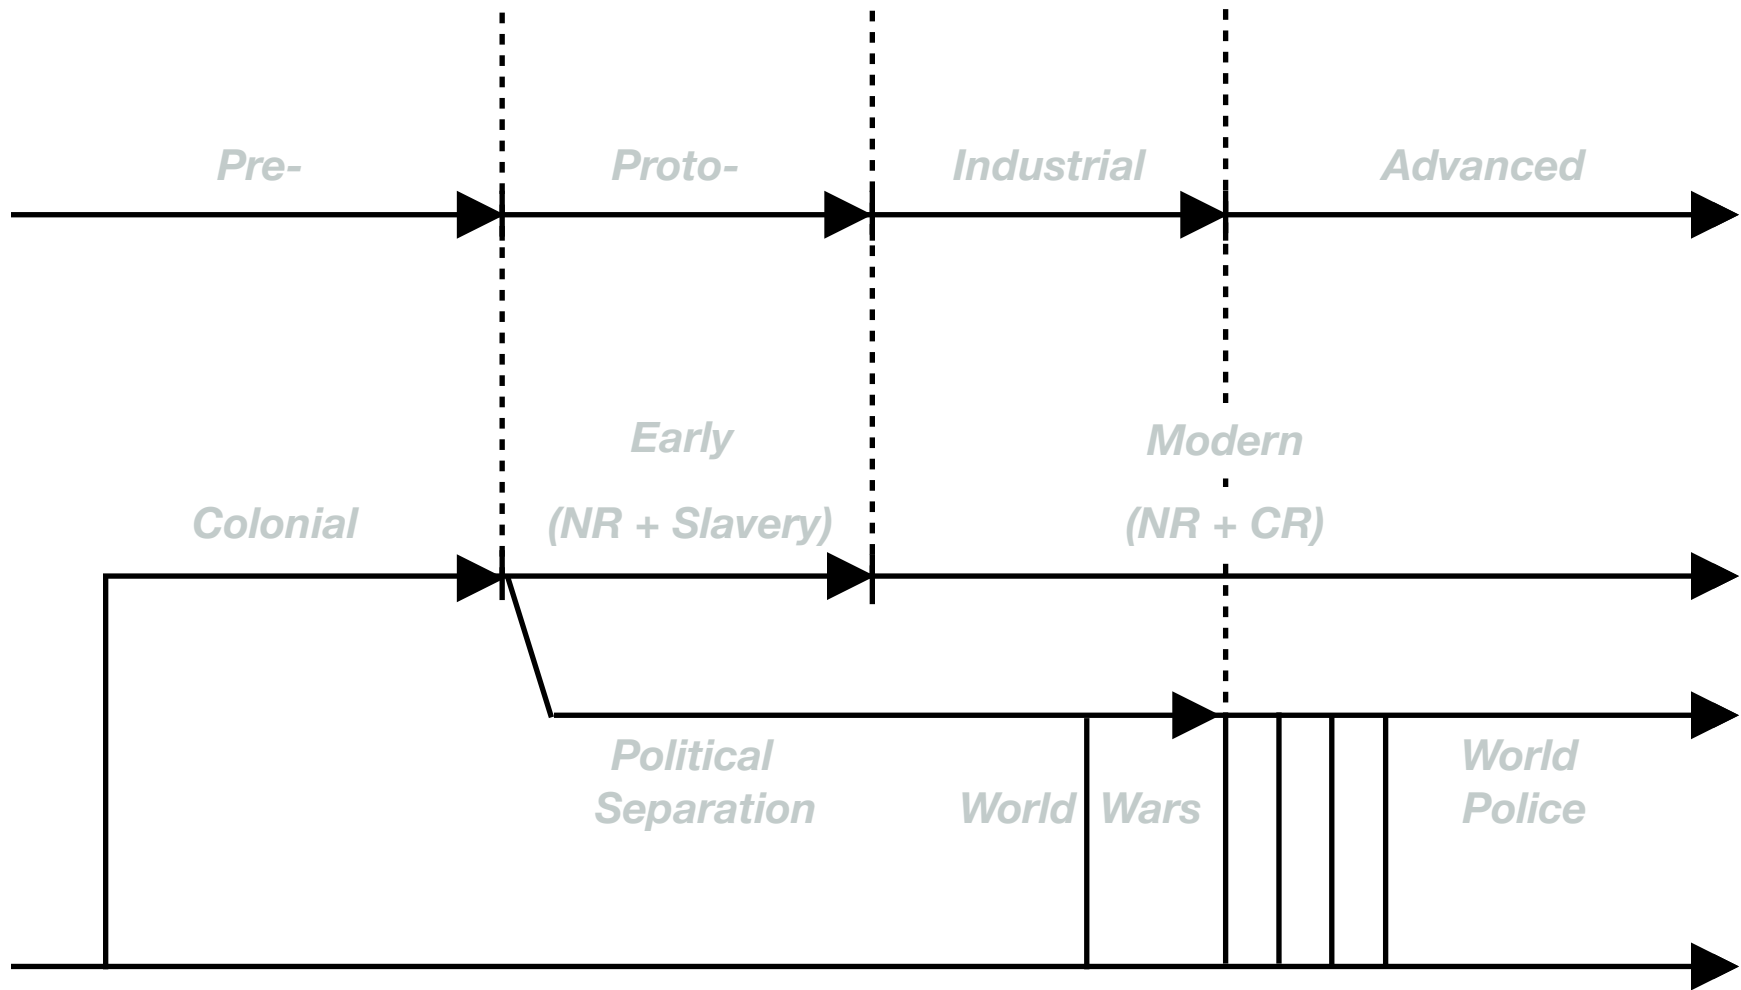 Pre-
Proto-
Industrial
Advanced
Early
Modern
Colonial
(NR + Slavery)
(NR + CR)
Political
Separation
World Wars
World
Police